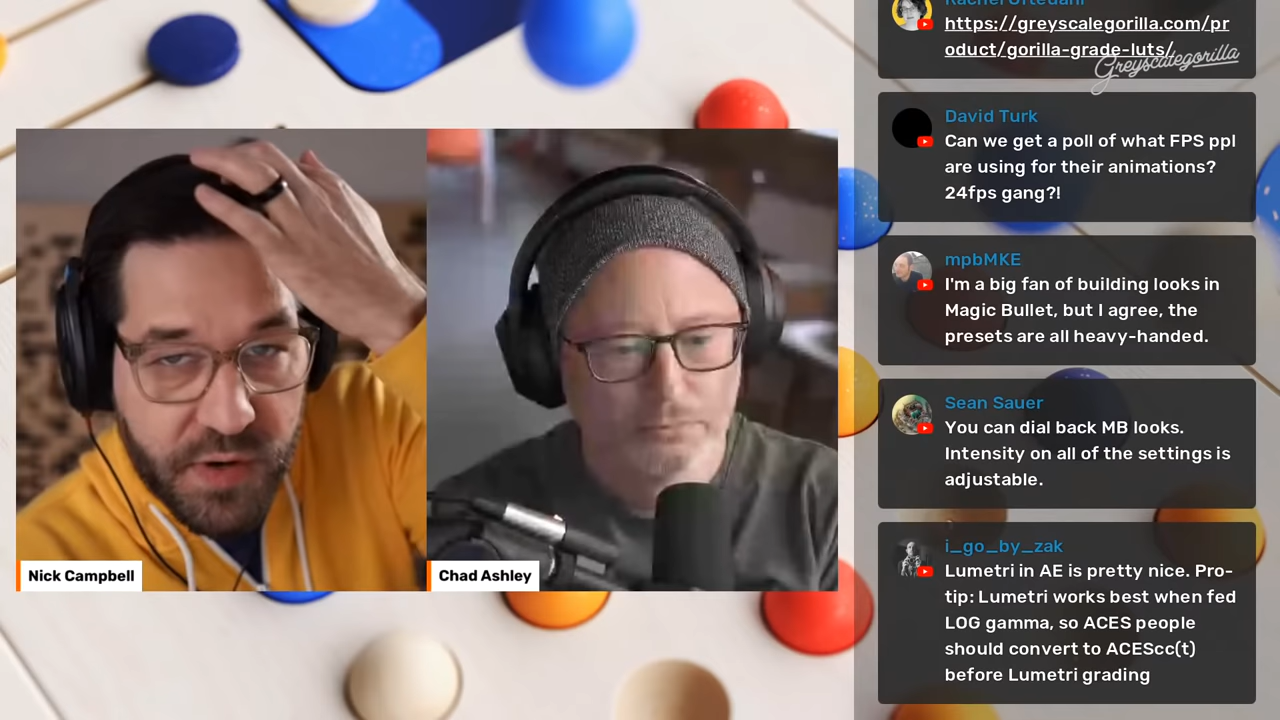 Nick Campbell
Chad Ashley
https://greyscalegorilla.com/pr
oduct/gorilla-grade-luts/
Greyscalegorilla
David Turk
Can we get a poll of what FPS ppl
are using for their animations?
24fps gang?!
mpbMKE
I'm a big fan of building looks in
Magic Bullet, but I agree, the
presets are all heavy-handed.
Sean Sauer
You can dial back MB looks.
Intensity on all of the settings is
adjustable.
i_go_by_zak
Lumetri in AE is pretty nice. Pro-
tip: Lumetri works best when fed
LOG gamma, so ACES people
should convert to ACEScc(t)
before Lumetri grading